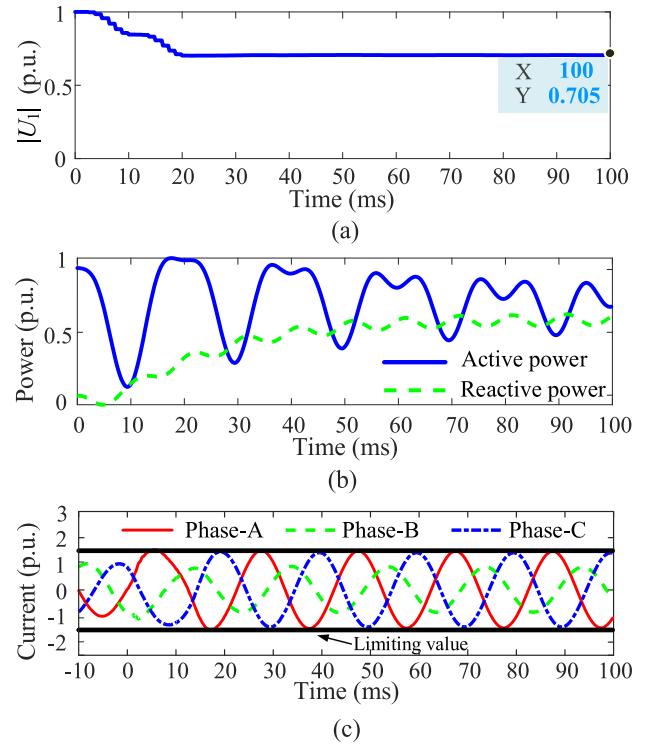 |U₁| (p.u.)
1
0.5
0
X 100
Y 0.705
0 10 20 30 40 50 60 70 80 90 100
Time (ms)
(a)
Power (p.u.)
1
0.5
0
Active power
Reactive power
0 10 20 30 40 50 60 70 80 90 100
Time (ms)
(b)
Current (p.u.)
3
2
1
0
-1
-2
Phase-A Phase-B Phase-C
Limiting value
-10 0 10 20 30 40 50 60 70 80 90 100
Time (ms)
(c)